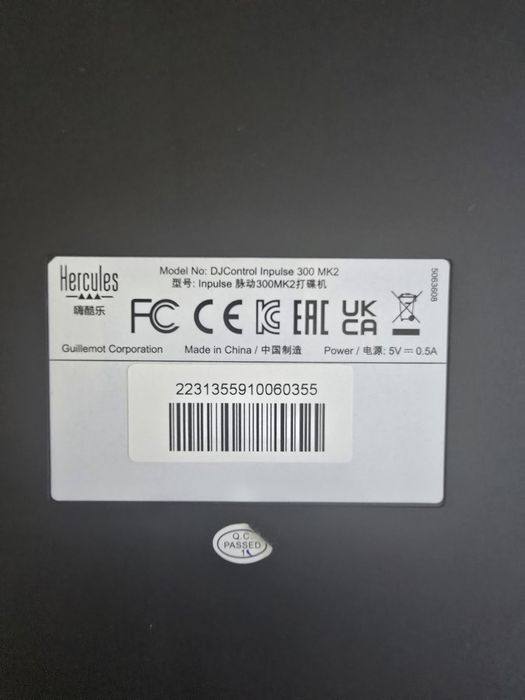 Hercules
嗨酷乐
Model No: DJControl Inpulse 300 MK2
型号: Inpulse 脉动300MK2打碟机
5063608
FC CE KC EAC UK CA
Guillemot Corporation Made in China / 中国制造 Power / 电源: 5V ⎓ 0.5A
2231355910060355
Q.C.
PASSED